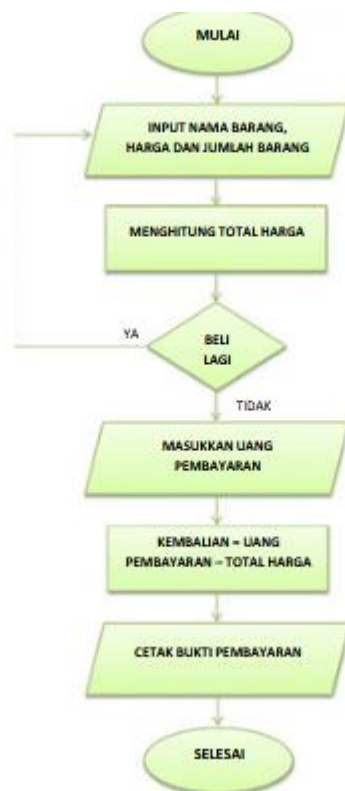 MULAI
INPUT NAMA BARANG,
HARGA DAN JUMLAH BARANG
MENGHITUNG TOTAL HARGA
YA
BELI
LAGI
TIDAK
MASUKKAN UANG
PEMBAYARAN
KEMBALIAN = UANG
PEMBAYARAN – TOTAL HARGA
CETAK BUKTI PEMBAYARAN
SELESAI